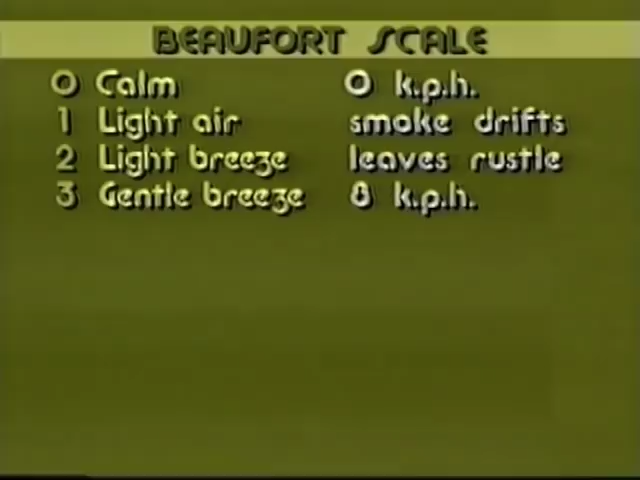 BEAUFORT SCALE
0 Calm 0 k.p.h.
1 Light air smoke drifts
2 Light breeze leaves rustle
3 Gentle breeze 8 k.p.h.